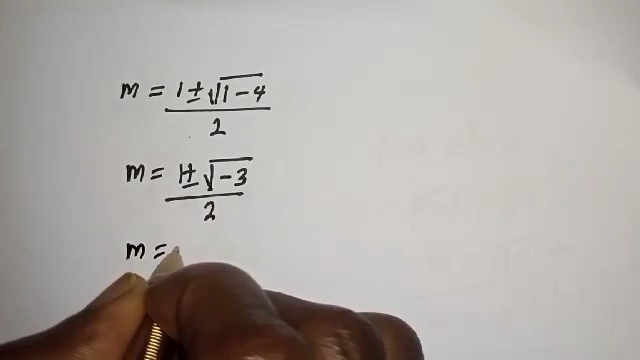 m = 1 ± √1 - 4
2
m = 1 ± √-3
2
m =